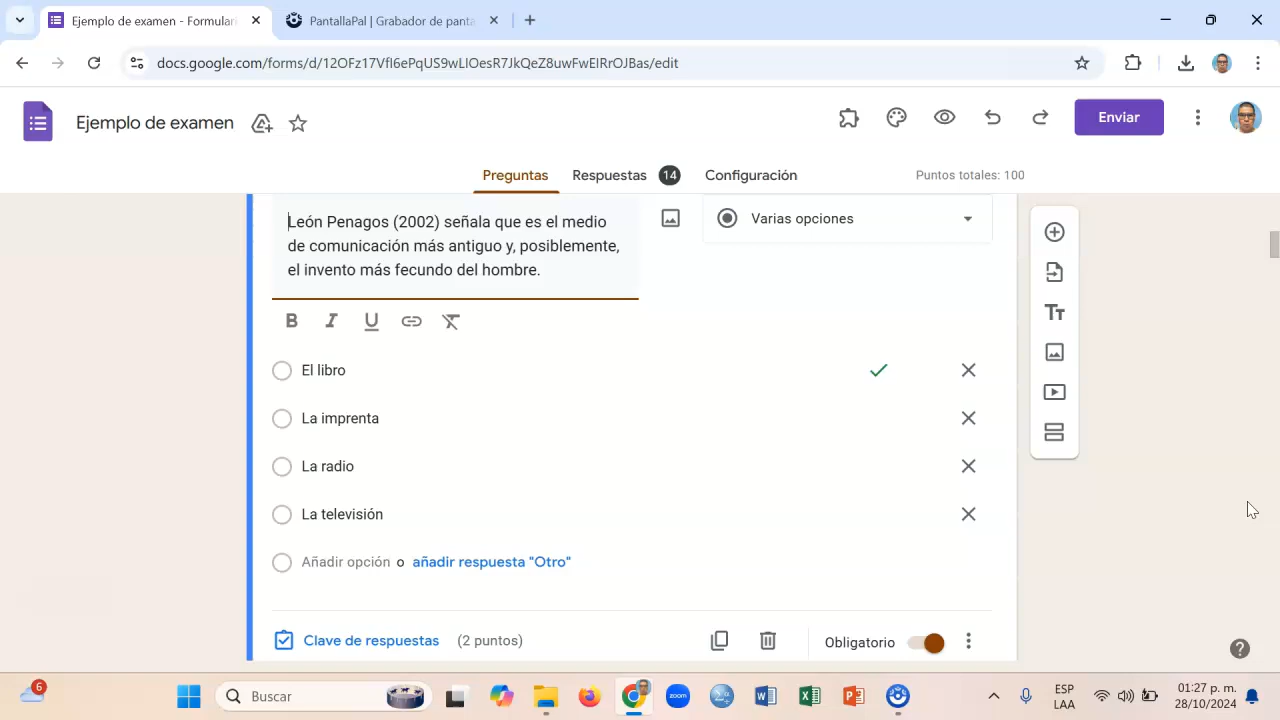 Ejemplo de examen - Formulari
PantallaPal | Grabador de panta
docs.google.com/forms/d/12OFz17Vfl6ePqUS9wLlOesR7JkQeZ8uwFwElRrOJBas/edit
Ejemplo de examen
Enviar
Preguntas
Respuestas 14
Configuración
Puntos totales: 100
León Penagos (2002) señala que es el medio
de comunicación más antiguo y, posiblemente,
el invento más fecundo del hombre.
Varias opciones
B I U
El libro
La imprenta
La radio
La televisión
Añadir opción o añadir respuesta "Otro"
Clave de respuestas (2 puntos)
Obligatorio
6
Buscar
zoom
ESP
LAA
01:27 p. m.
28/10/2024